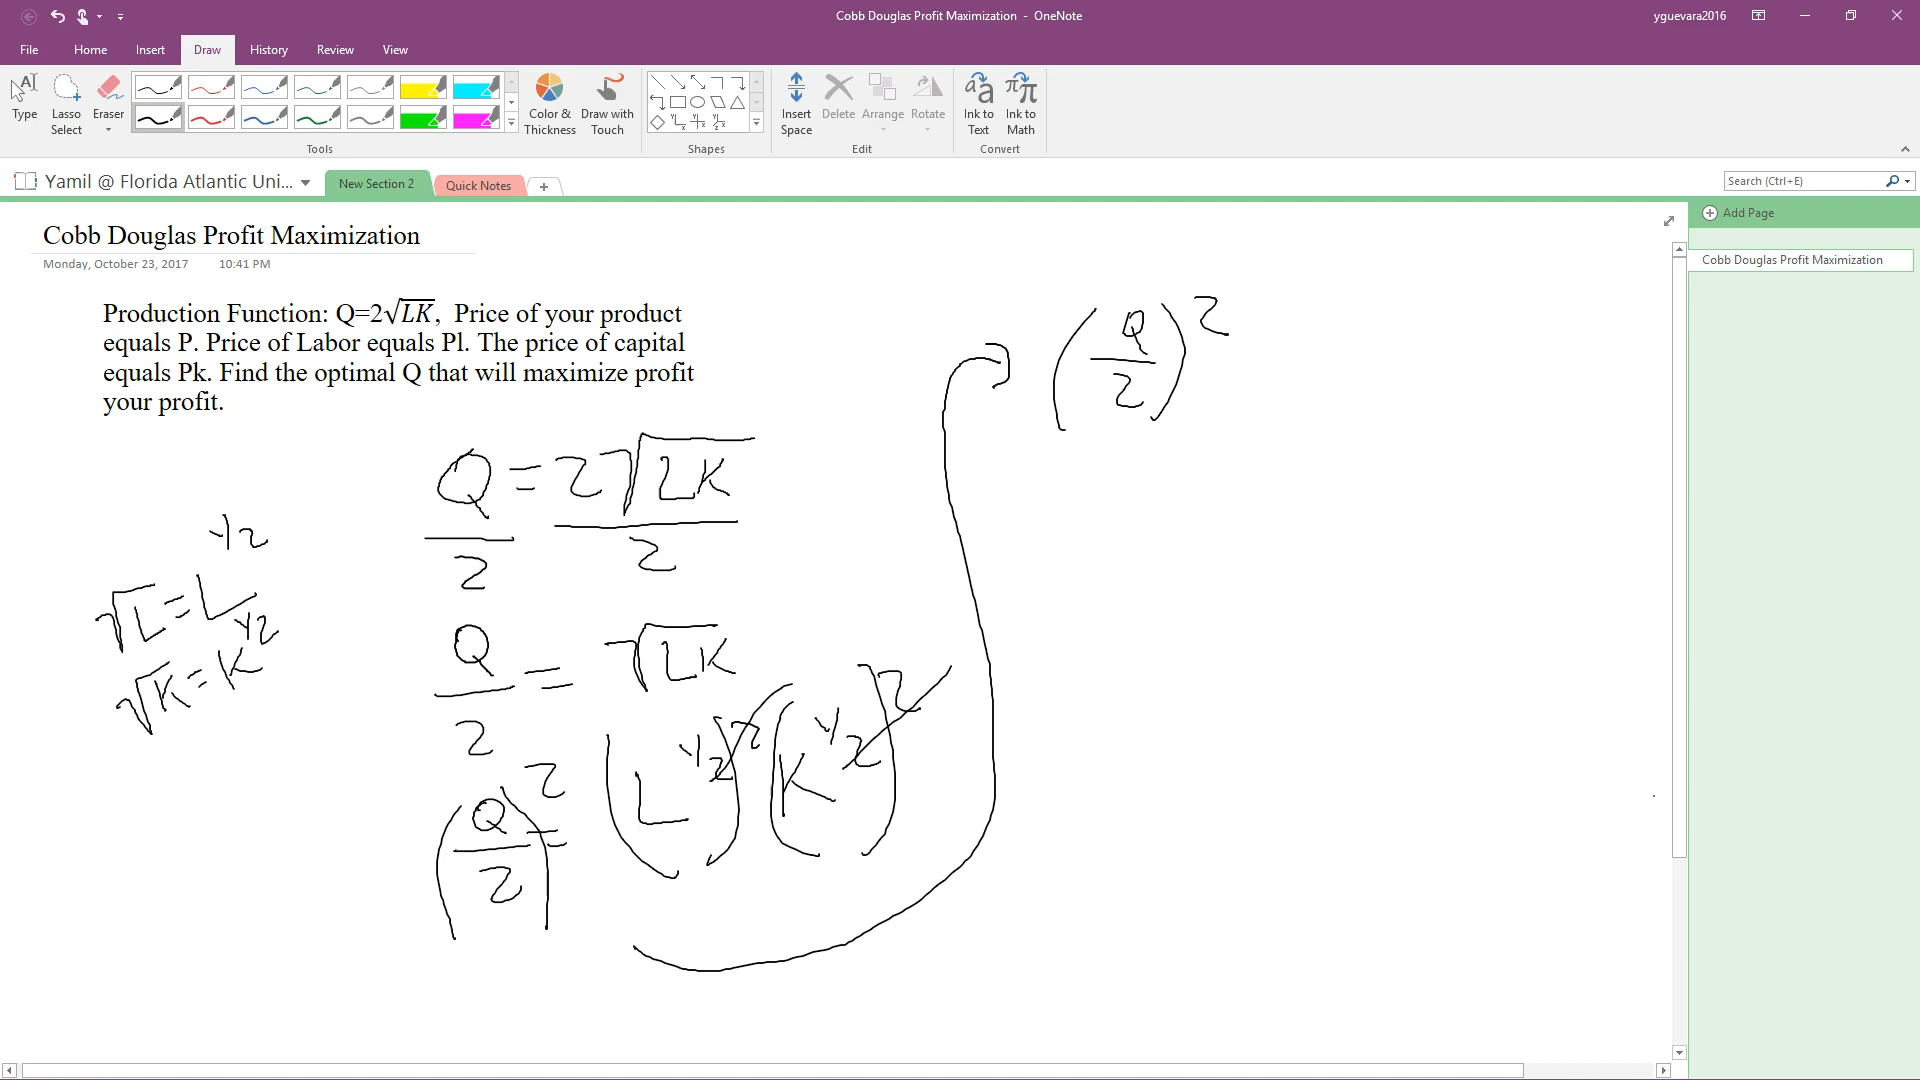 Cobb Douglas Profit Maximization - OneNote
yguevara2016
File Home Insert Draw History Review View
Type Lasso Select Eraser Color & Thickness Draw with Touch Insert Space Delete Arrange Rotate Ink to Text Ink to Math
Tools Shapes Edit Convert
Yamil @ Florida Atlantic Uni... New Section 2 Quick Notes + Search (Ctrl+E)
Add Page
Cobb Douglas Profit Maximization
Cobb Douglas Profit Maximization
Monday, October 23, 2017 10:41 PM
Production Function: Q=2√LK, Price of your product
equals P. Price of Labor equals Pl. The price of capital
equals Pk. Find the optimal Q that will maximize profit
your profit.
Q/2 = 2√LK/2
Q/2 = √LK
(Q/2)^2 = (L^1/2)^2 (K^1/2)^2
√L = L^1/2
√K = K^1/2
(Q/2)^2